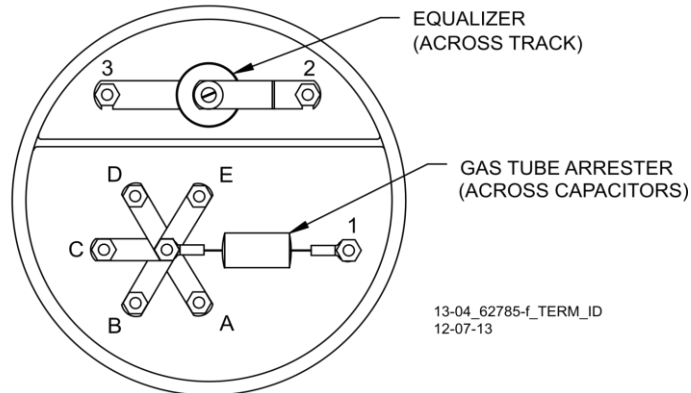 EQUALIZER
(ACROSS TRACK)
3
2
GAS TUBE ARRESTER
(ACROSS CAPACITORS)
D
E
1
C
B
A
13-04_62785-f_TERM_ID
12-07-13